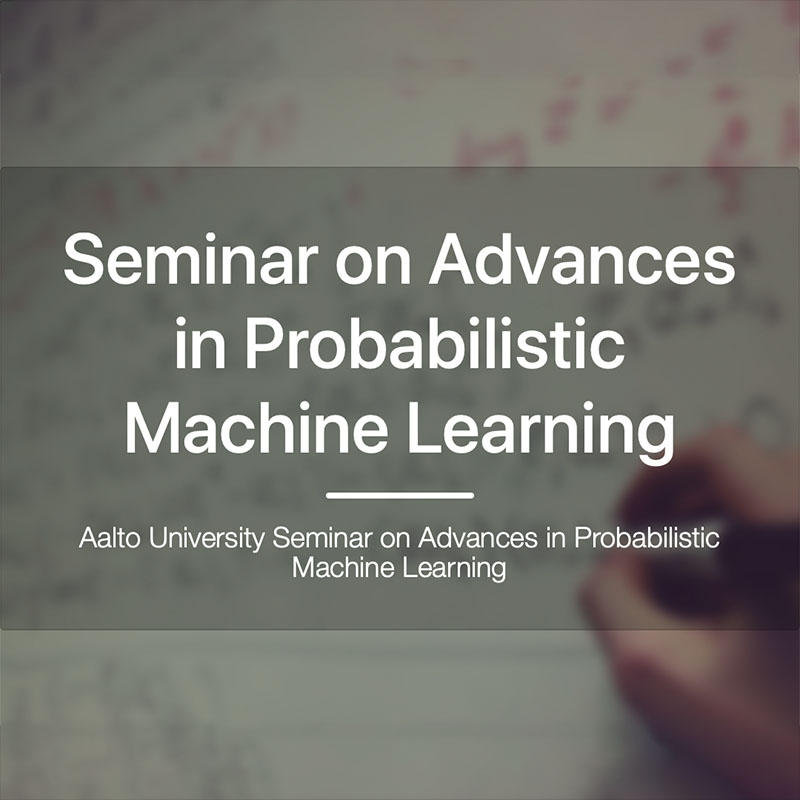 Seminar on Advances
in Probabilistic
Machine Learning
Aalto University Seminar on Advances in Probabilistic
Machine Learning